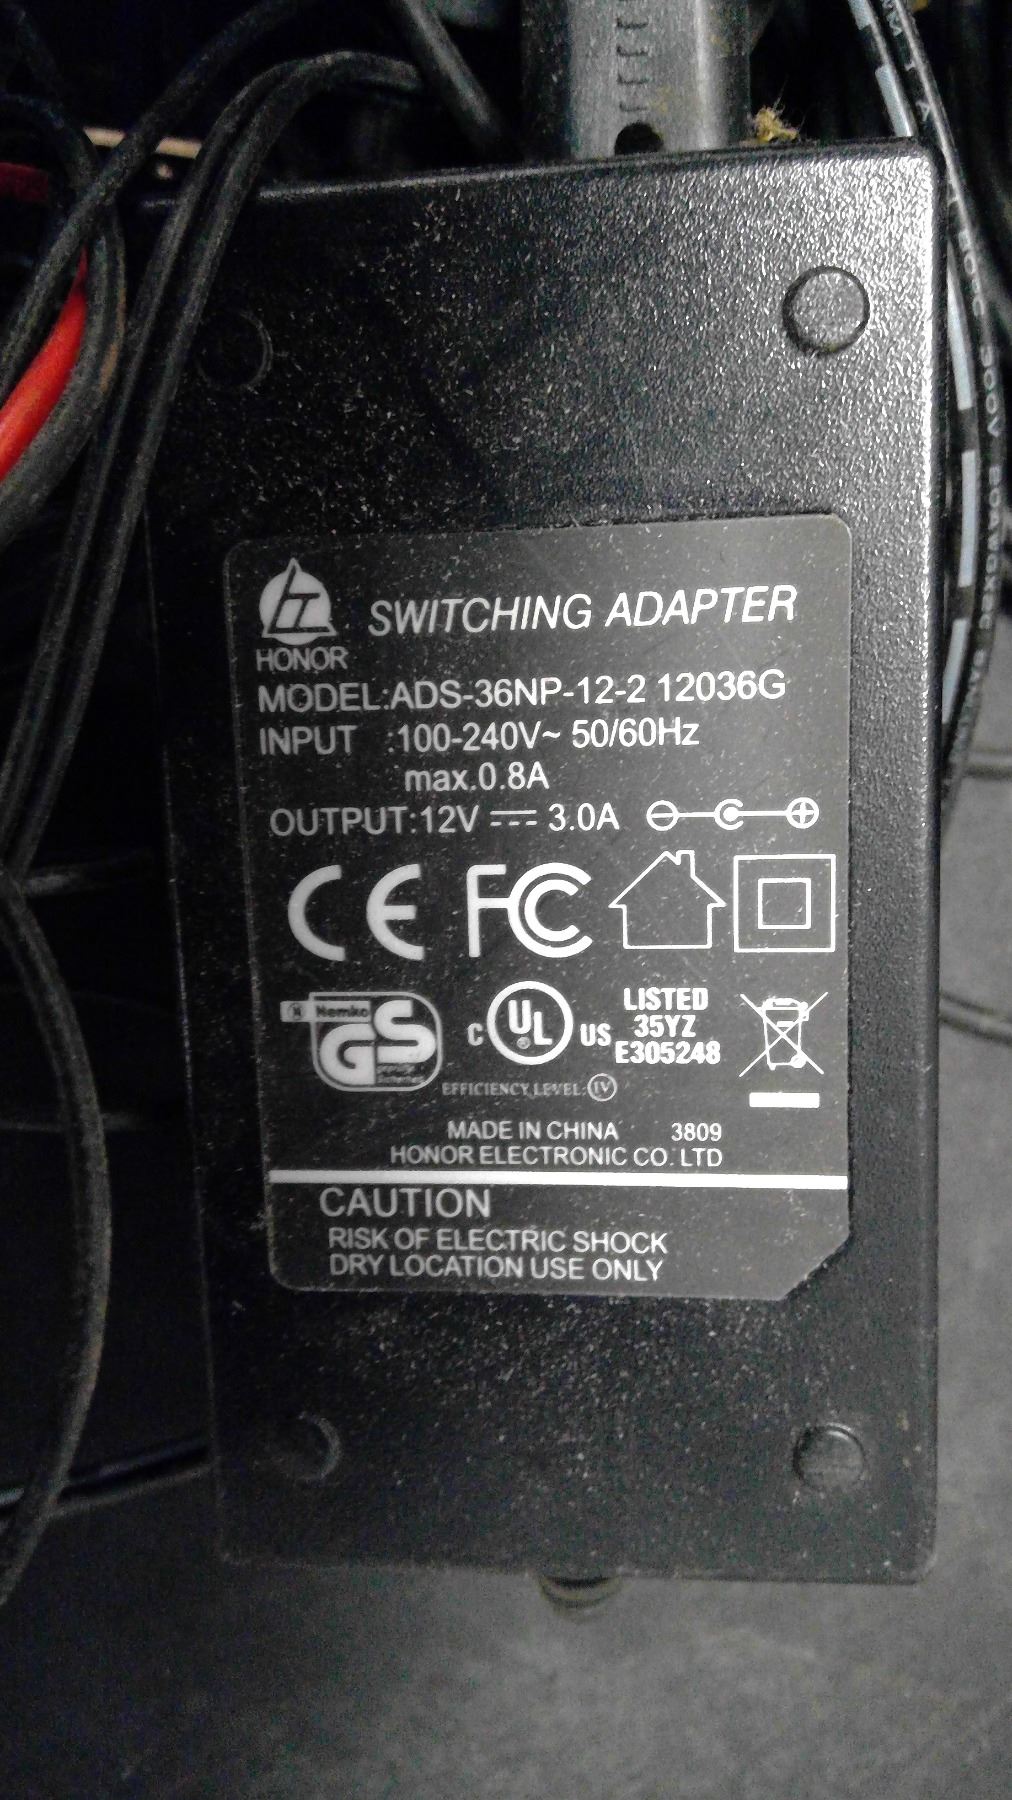 HONOR
SWITCHING ADAPTER
MODEL:ADS-36NP-12-2 12036G
INPUT :100-240V~ 50/60Hz
max.0.8A
OUTPUT:12V 3.0A
CE FC
Nemko
GS
C UL US
LISTED
35YZ
E305248
EFFICIENCY LEVEL:IV
MADE IN CHINA 3809
HONOR ELECTRONIC CO. LTD
CAUTION
RISK OF ELECTRIC SHOCK
DRY LOCATION USE ONLY